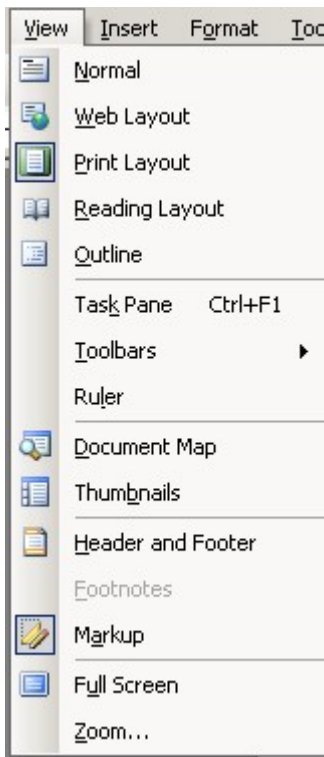 View Insert Format Too
Normal
Web Layout
Print Layout
Reading Layout
Outline
Task Pane Ctrl+F1
Toolbars
Ruler
Document Map
Thumbnails
Header and Footer
Footnotes
Markup
Full Screen
Zoom...